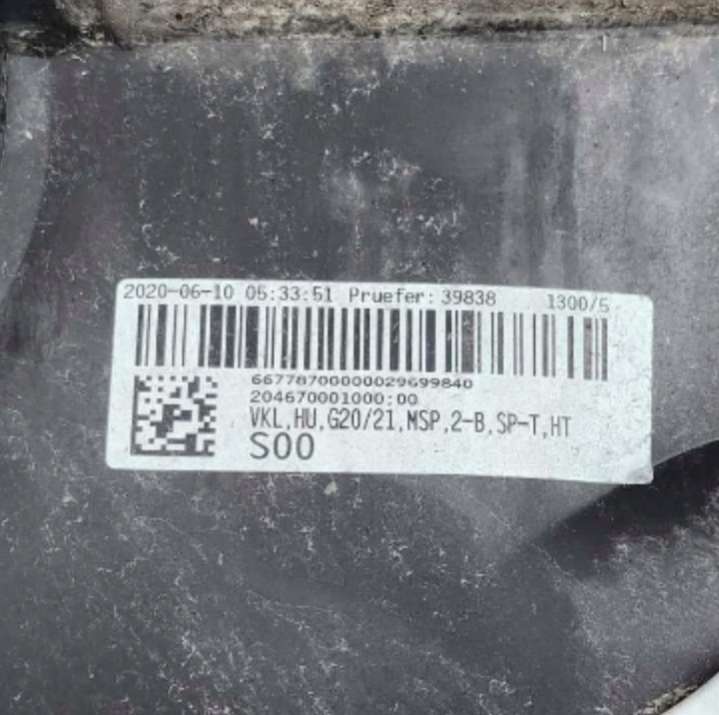 2020-06-10 05:33:51 Pruefer: 39838 1300/5
66778700000029699840
204670001000:00
VKL,HU,G20/21,MSP,2-B,SP-T,HT
S00